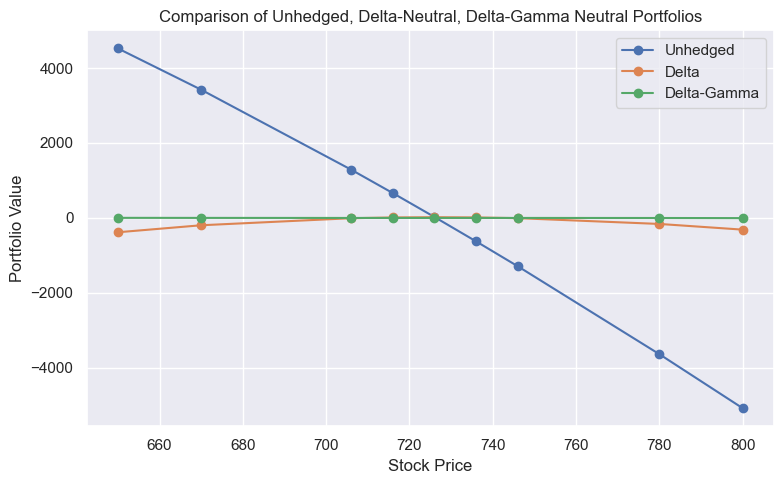 Comparison of Unhedged, Delta-Neutral, Delta-Gamma Neutral Portfolios
Unhedged
Delta
Delta-Gamma
Portfolio Value
4000
2000
0
−2000
−4000
660 680 700 720 740 760 780 800
Stock Price